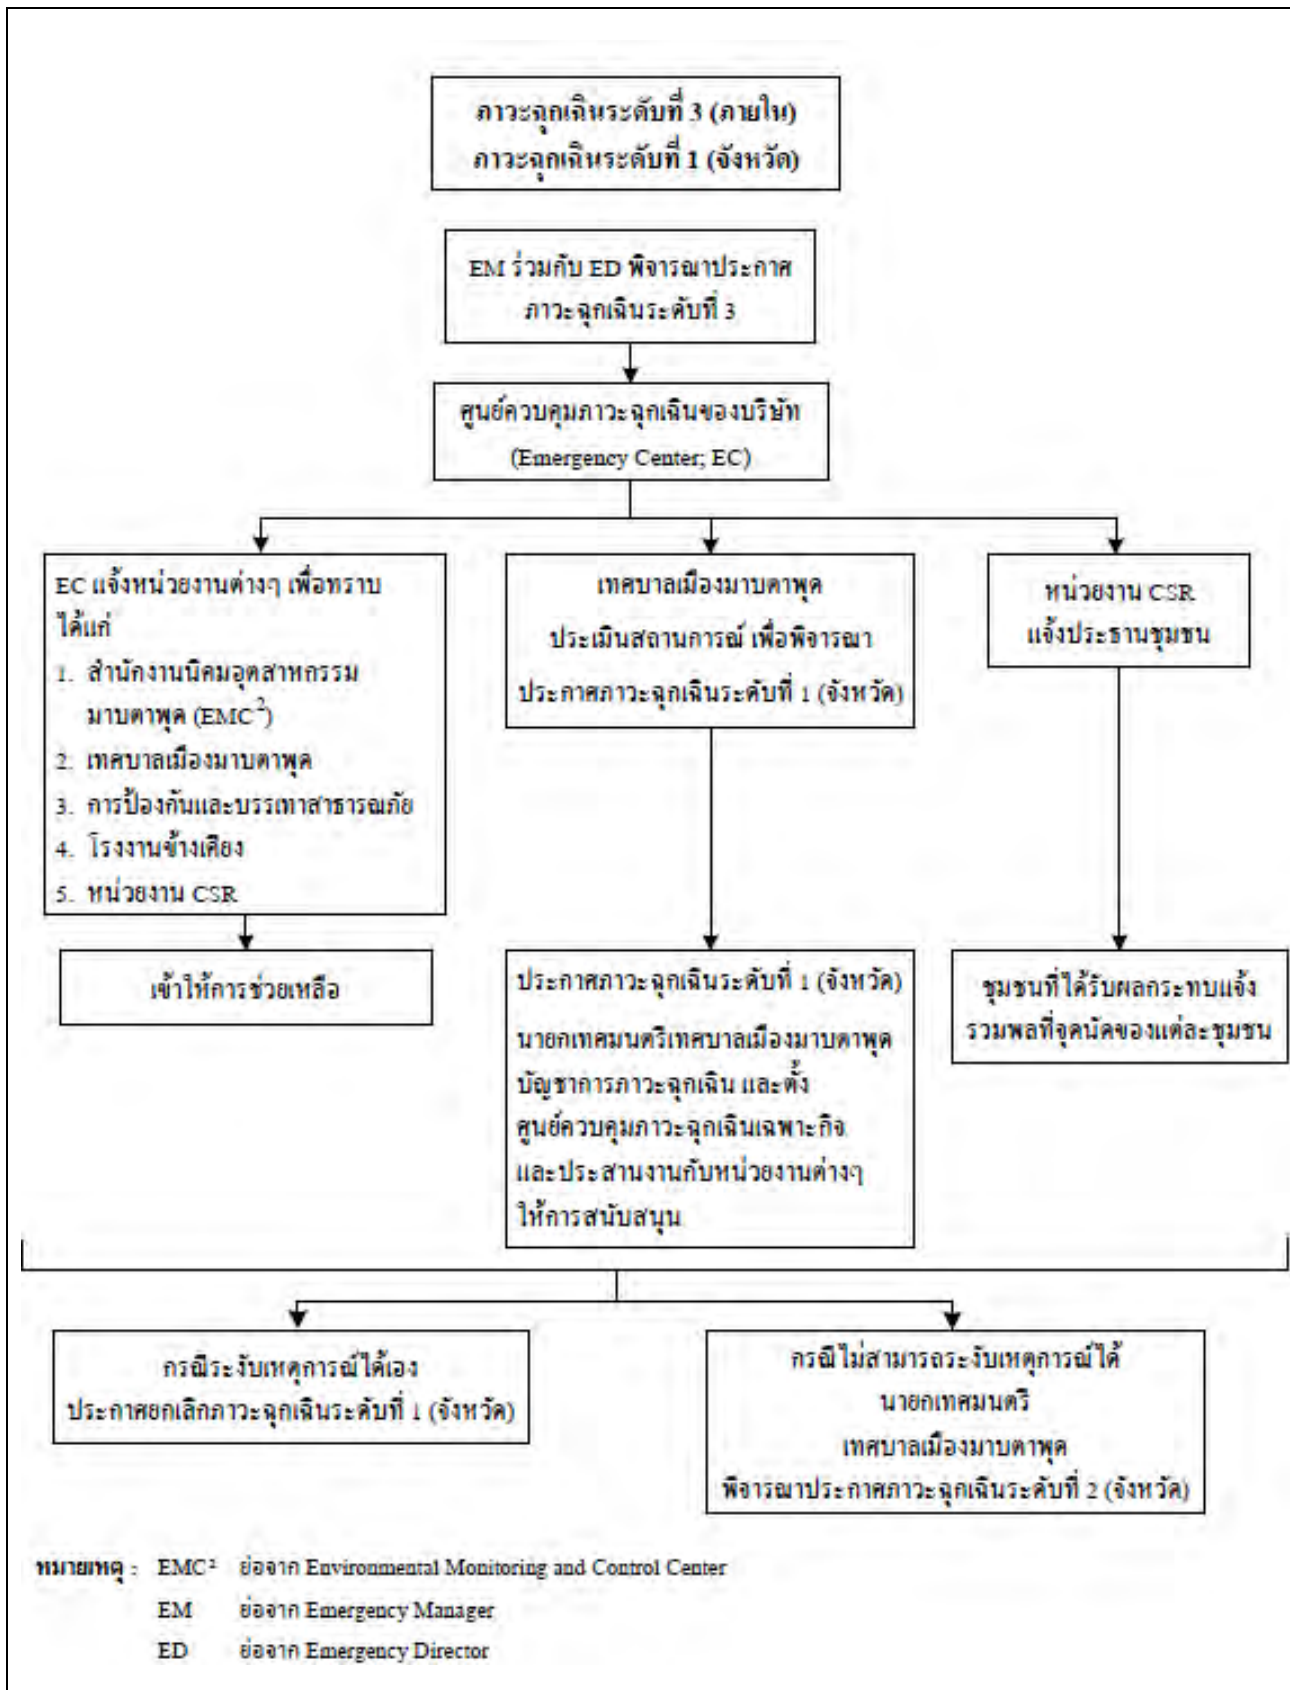 ภาวะฉุกเฉินระดับที่ 3 (ภายใน)
ภาวะฉุกเฉินระดับที่ 1 (จังหวัด)
EM ร่วมกับ ED พิจารณาประกาศ
ภาวะฉุกเฉินระดับที่ 3
ศูนย์ควบคุมภาวะฉุกเฉินของบริษัท
(Emergency Center; EC)
EC แจ้งหน่วยงานต่างๆ เพื่อทราบ
ได้แก่
1. สำนักงานนิคมอุตสาหกรรม
มาบตาพุด (EMC²)
2. เทศบาลเมืองมาบตาพุด
3. การป้องกันและบรรเทาสาธารณภัย
4. โรงงานข้างเคียง
5. หน่วยงาน CSR
เข้าให้การช่วยเหลือ
เทศบาลเมืองมาบตาพุด
ประเมินสถานการณ์ เพื่อพิจารณา
ประกาศภาวะฉุกเฉินระดับที่ 1 (จังหวัด)
ประกาศภาวะฉุกเฉินระดับที่ 1 (จังหวัด)
นายกเทศมนตรีเทศบาลเมืองมาบตาพุด
บัญชาการภาวะฉุกเฉิน และตั้ง
ศูนย์ควบคุมภาวะฉุกเฉินเฉพาะกิจ
และประสานงานกับหน่วยงานต่างๆ
ให้การสนับสนุน
หน่วยงาน CSR
แจ้งประธานชุมชน
ชุมชนที่ได้รับผลกระทบแจ้ง
รวมพลที่จุดนัดของแต่ละชุมชน
กรณีระงับเหตุการณ์ได้เอง
ประกาศยกเลิกภาวะฉุกเฉินระดับที่ 1 (จังหวัด)
กรณีไม่สามารถระงับเหตุการณ์ได้
นายกเทศมนตรี
เทศบาลเมืองมาบตาพุด
พิจารณาประกาศภาวะฉุกเฉินระดับที่ 2 (จังหวัด)
หมายเหตุ : EMC² ย่อจาก Environmental Monitoring and Control Center
EM ย่อจาก Emergency Manager
ED ย่อจาก Emergency Director